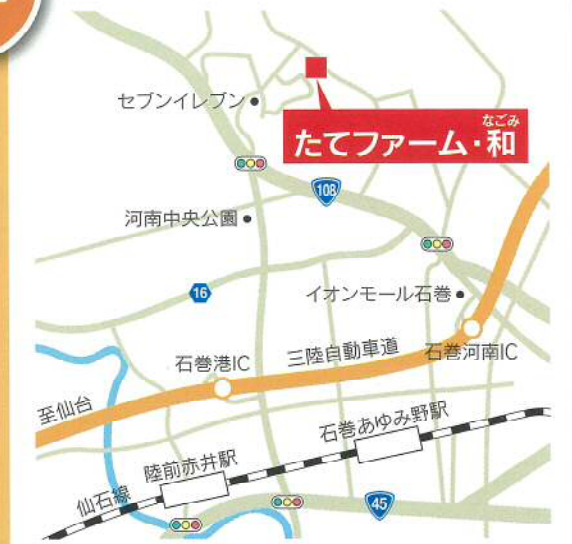 セブンイレブン
なごみ
たてファーム・和
108
河南中央公園
16
イオンモール石巻
石巻港IC
三陸自動車道
石巻河南IC
至仙台
石巻あゆみ野駅
陸前赤井駅
仙石線
45